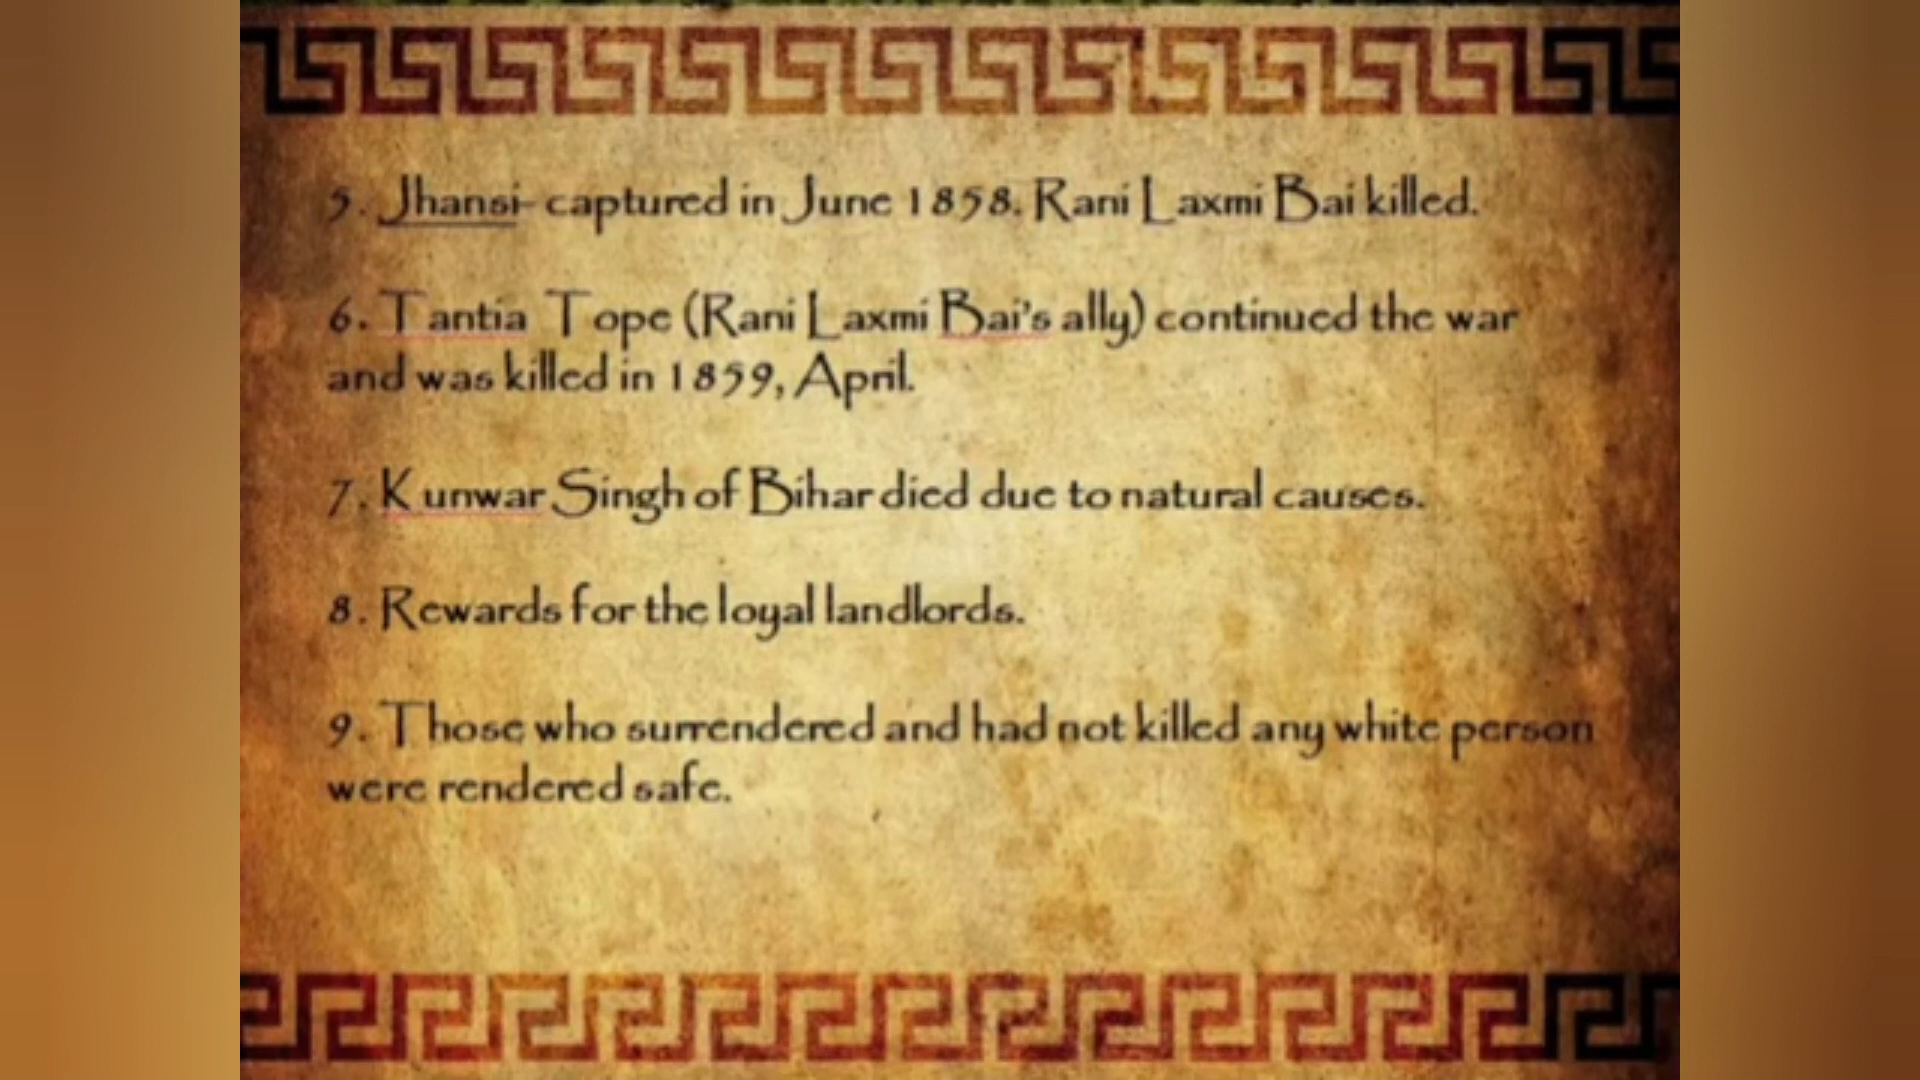 5. Jhansi- captured in June 1858. Rani Laxmi Bai killed.
6. Tantia Tope (Rani Laxmi Bai's ally) continued the war
and was killed in 1859, April.
7. Kunwar Singh of Bihar died due to natural causes.
8. Rewards for the loyal landlords.
9. Those who surrendered and had not killed any white person
were rendered safe.